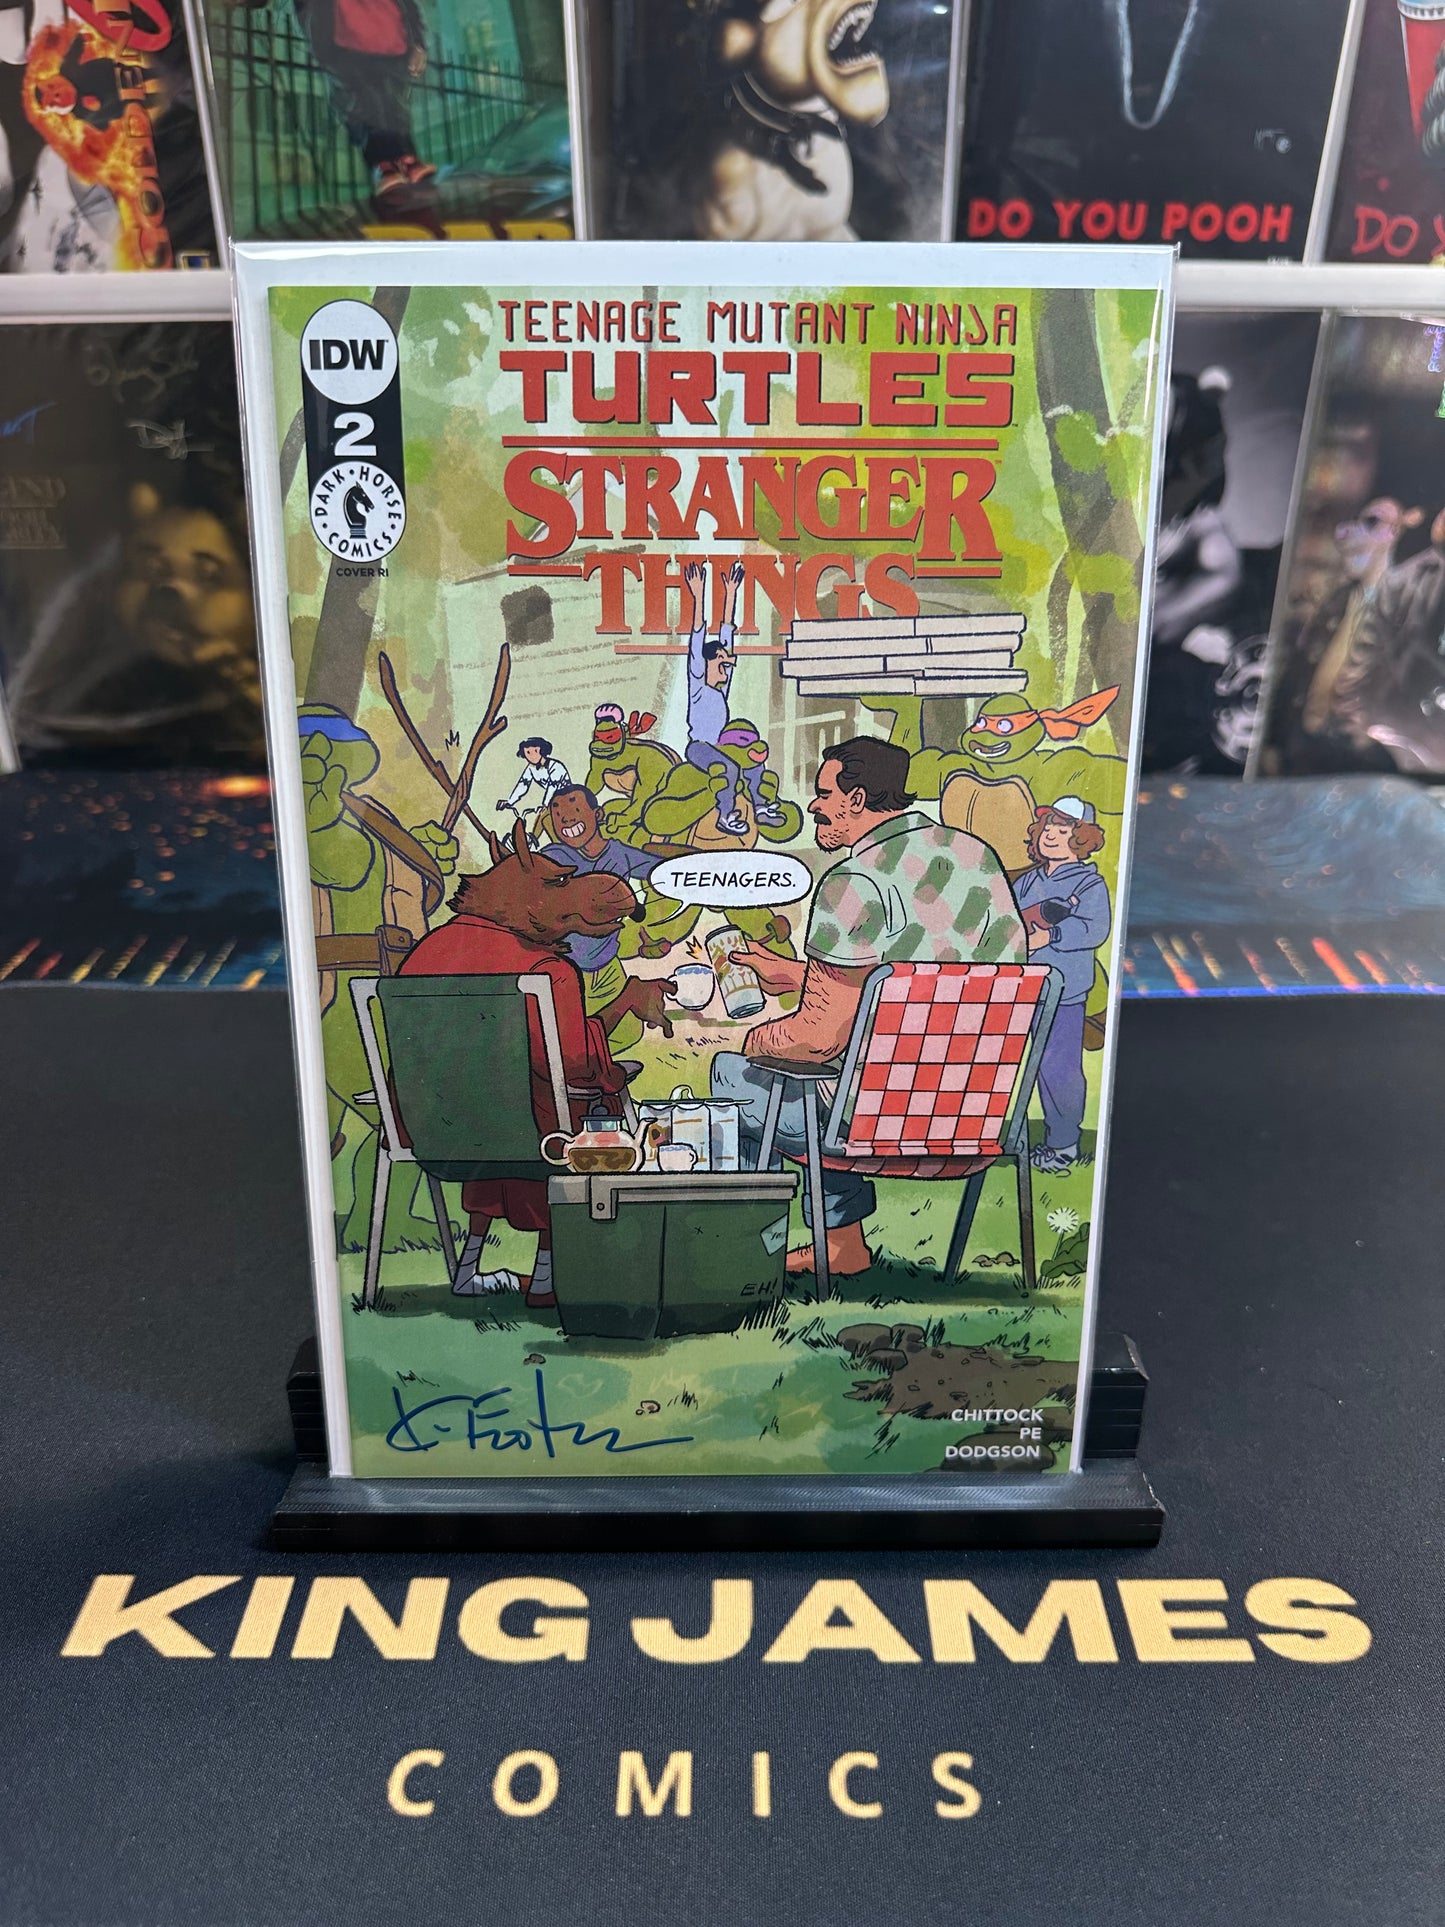 DO YOU POOH
DO
IDW
2
DARK HORSE COMICS
COVER RI
TEENAGE MUTANT NINJA
TURTLES
STRANGER
THINGS
TEENAGERS.
EH!
CHITTOCK
PE
DODGSON
KING JAMES
COMICS